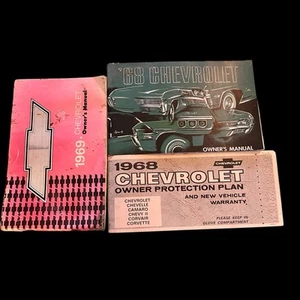 1969 CHEVROLET
Owner's Manual
'68 CHEVROLET
OWNER'S MANUAL
1968
CHEVROLET
CHEVROLET
OWNER PROTECTION PLAN
AND NEW VEHICLE
WARRANTY
CHEVROLET
CHEVELLE
CAMARO
CHEVY II
CORVAIR
CORVETTE
PLEASE KEEP IN
GLOVE COMPARTMENT